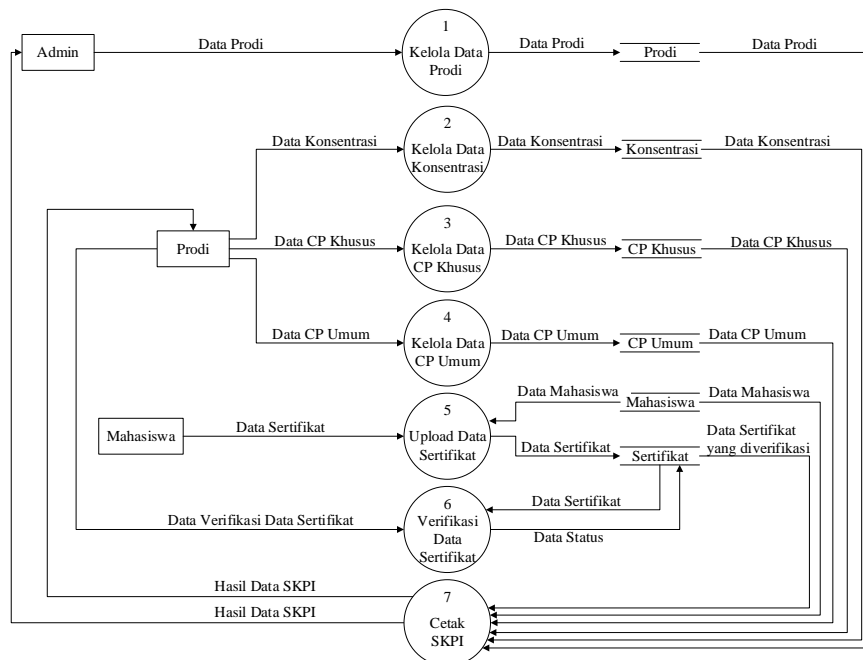 1
Admin
Data Prodi
Kelola Data
Prodi
Data Prodi
Prodi
Data Prodi
2
Data Konsentrasi
Kelola Data
Konsentrasi
Data Konsentrasi
Konsentrasi
Data Konsentrasi
Prodi
3
Data CP Khusus
Kelola Data
CP Khusus
Data CP Khusus
CP Khusus
Data CP Khusus
4
Data CP Umum
Kelola Data
CP Umum
Data CP Umum
CP Umum
Data CP Umum
Data Mahasiswa
Mahasiswa
Data Mahasiswa
Mahasiswa
Data Sertifikat
5
Upload Data
Sertifikat
Data Sertifikat
Sertifikat
Data Sertifikat
yang diverifikasi
Data Verifikasi Data Sertifikat
6
Verifikasi
Data
Sertifikat
Data Sertifikat
Data Status
Hasil Data SKPI
Hasil Data SKPI
7
Cetak
SKPI